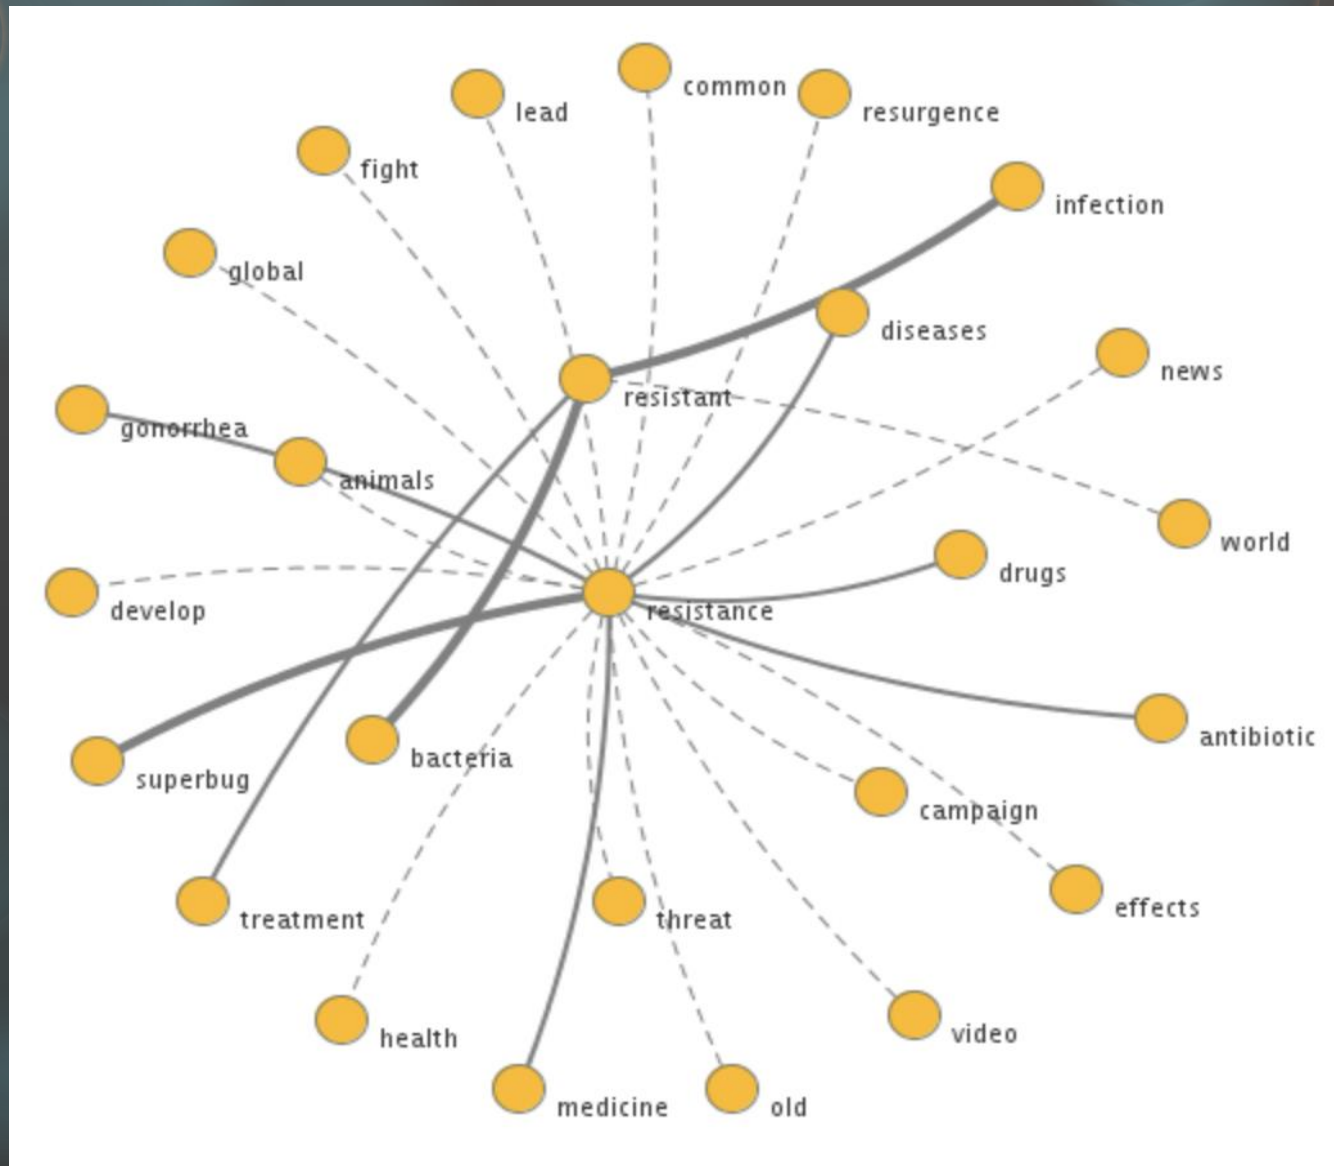 common
lead
resurgence
fight
infection
global
diseases
news
resistant
gonorrhea
animals
world
drugs
develop
resistance
antibiotic
bacteria
superbug
campaign
effects
treatment
threat
video
health
medicine
old